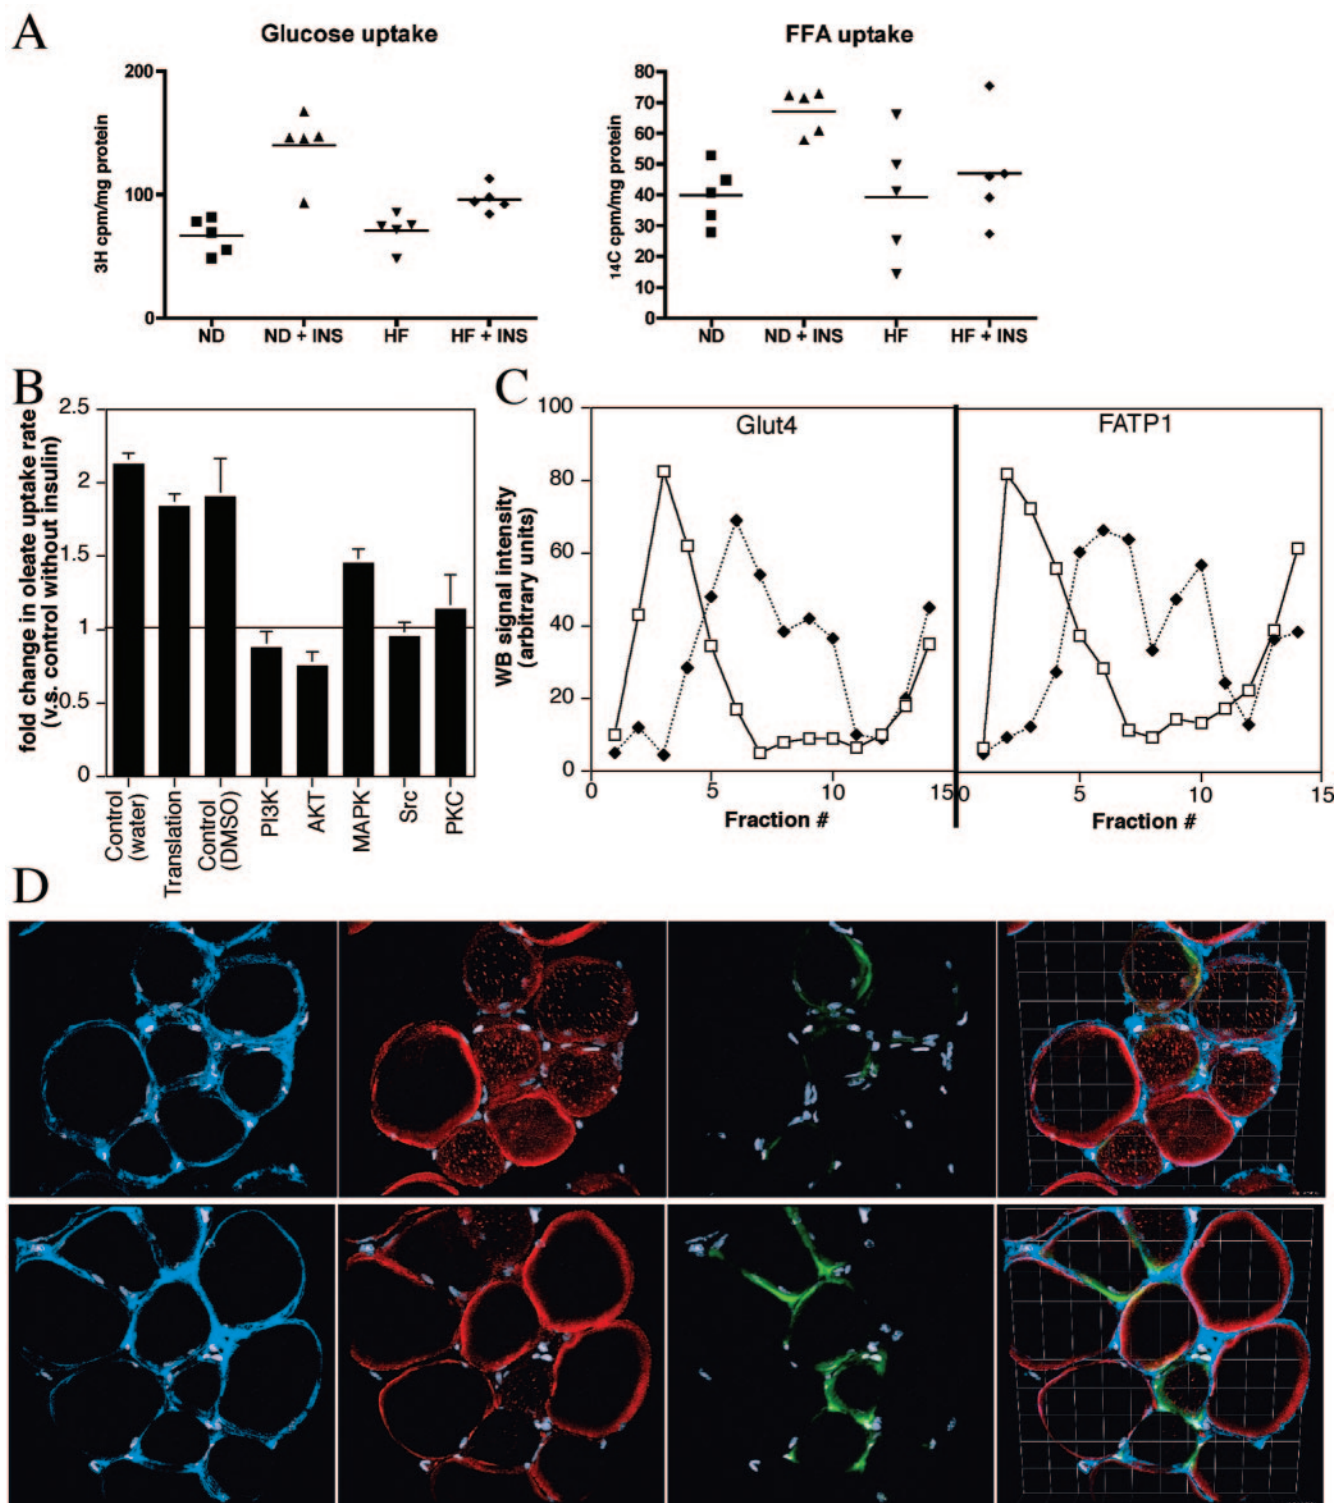 A
Glucose uptake
FFA uptake
3H cpm/mg protein
200
100
0
ND
ND + INS
HF
HF + INS
14C cpm/mg protein
80
70
60
50
40
30
20
10
0
ND
ND + INS
HF
HF + INS
B
fold change in oleate uptake rate
(v.s. control without insulin)
2.5
2
1.5
1
0.5
0
Control
(water)
Translation
Control
(DMSO)
PI3K
AKT
MAPK
Src
PKC
C
Glut4
FATP1
WB signal intensity
(arbitrary units)
100
80
60
40
20
0
0
5
10
15
0
5
10
15
Fraction #
Fraction #
D